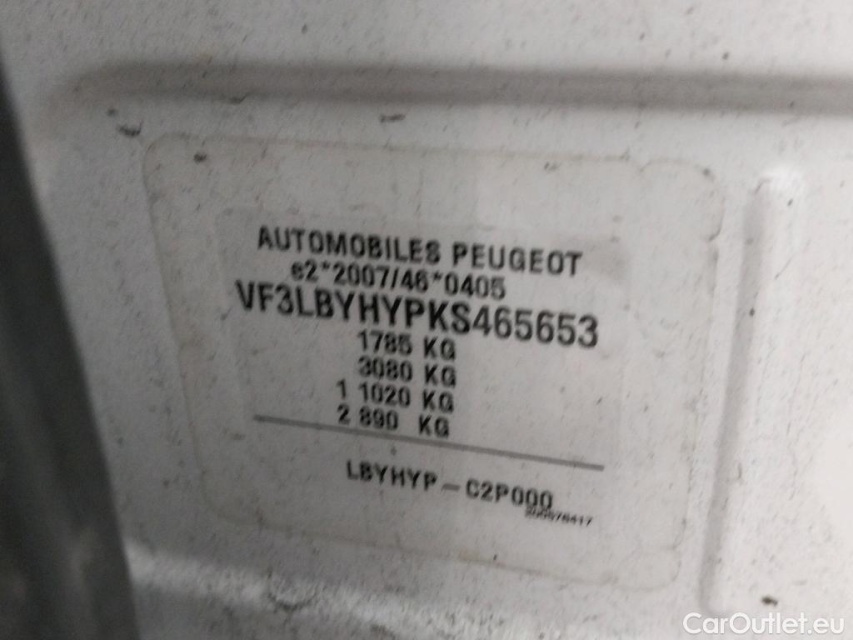 AUTOMOBILES PEUGEOT
e2*2007/46*0405
VF3LBYHYPKS465653
1785 KG
3080 KG
1 1020 KG
2 890 KG
LBYHYP-C2P000
CarOutlet.eu